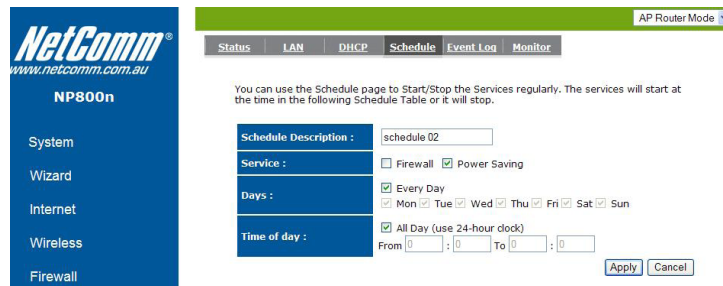 AP Router Mode
NetComm®
www.netcomm.com.au
NP800n
System
Wizard
Internet
Wireless
Firewall
Status LAN DHCP Schedule Event Log Monitor
You can use the Schedule page to Start/Stop the Services regularly. The services will start at
the time in the following Schedule Table or it will stop.
Schedule Description : schedule 02
Service : Firewall Power Saving
Days : Every Day
Mon Tue Wed Thu Fri Sat Sun
Time of day : All Day (use 24-hour clock)
From 0 : 0 To 0 : 0
Apply Cancel